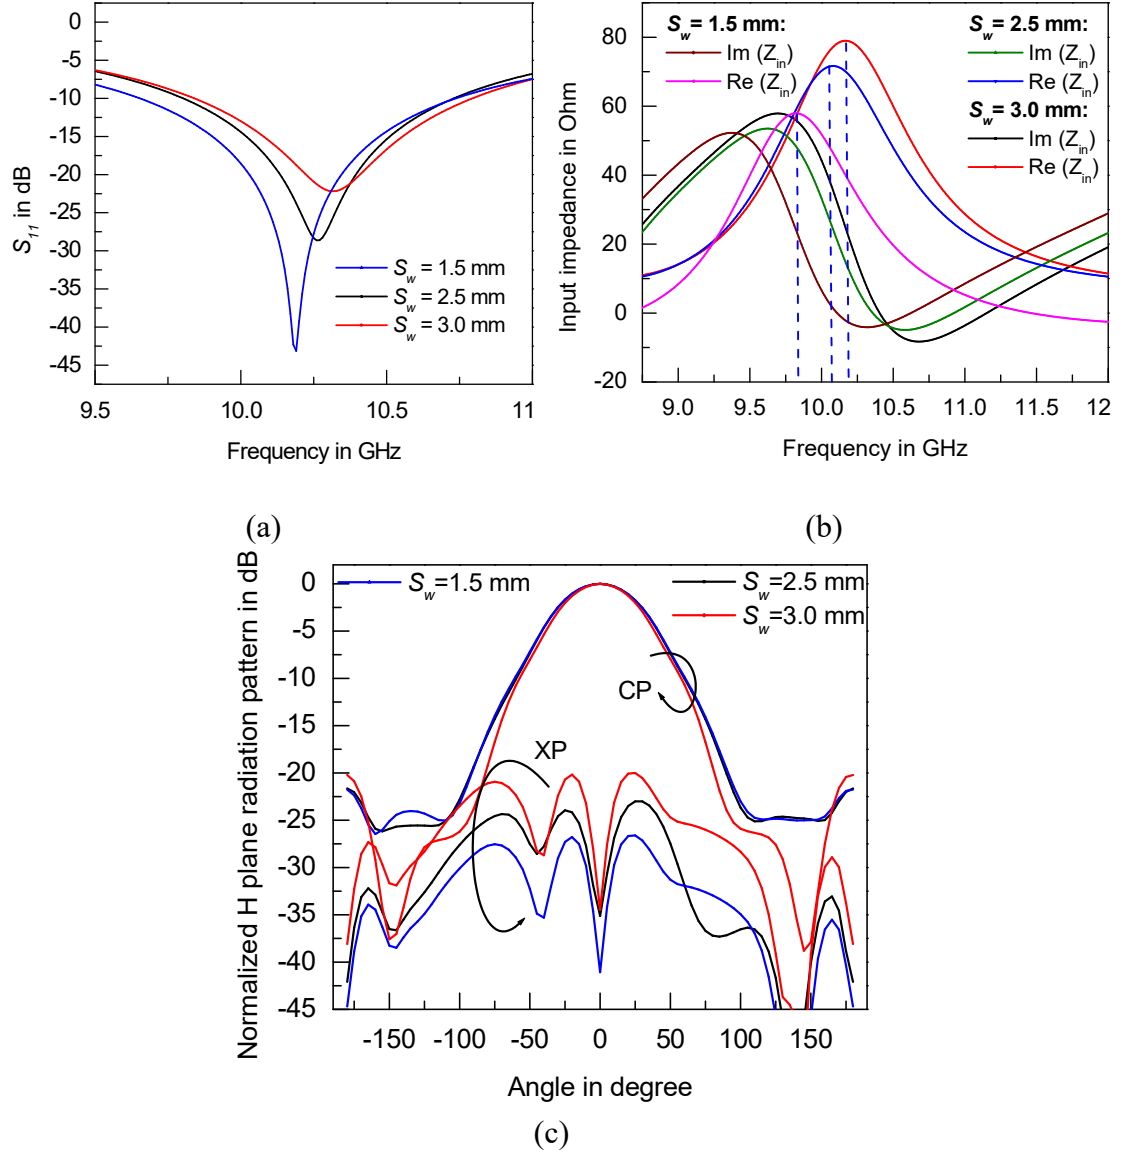 0
-5
-10
-15
-20
-25
-30
-35
-40
-45
S11 in dB
Sw = 1.5 mm
Sw = 2.5 mm
Sw = 3.0 mm
9.5 10.0 10.5 11
Frequency in GHz
(a)
80
60
40
20
0
-20
Input impedance in Ohm
Sw = 1.5 mm:
Im (Zin)
Re (Zin)
Sw = 2.5 mm:
Im (Zin)
Re (Zin)
Sw = 3.0 mm:
Im (Zin)
Re (Zin)
9.0 9.5 10.0 10.5 11.0 11.5 12
Frequency in GHz
(b)
Normalized H plane radiation pattern in dB
Sw=1.5 mm
Sw=2.5 mm
Sw=3.0 mm
0
-5
-10
-15
-20
-25
-30
-35
-40
-45
CP
XP
-150 -100 -50 0 50 100 150
Angle in degree
(c)